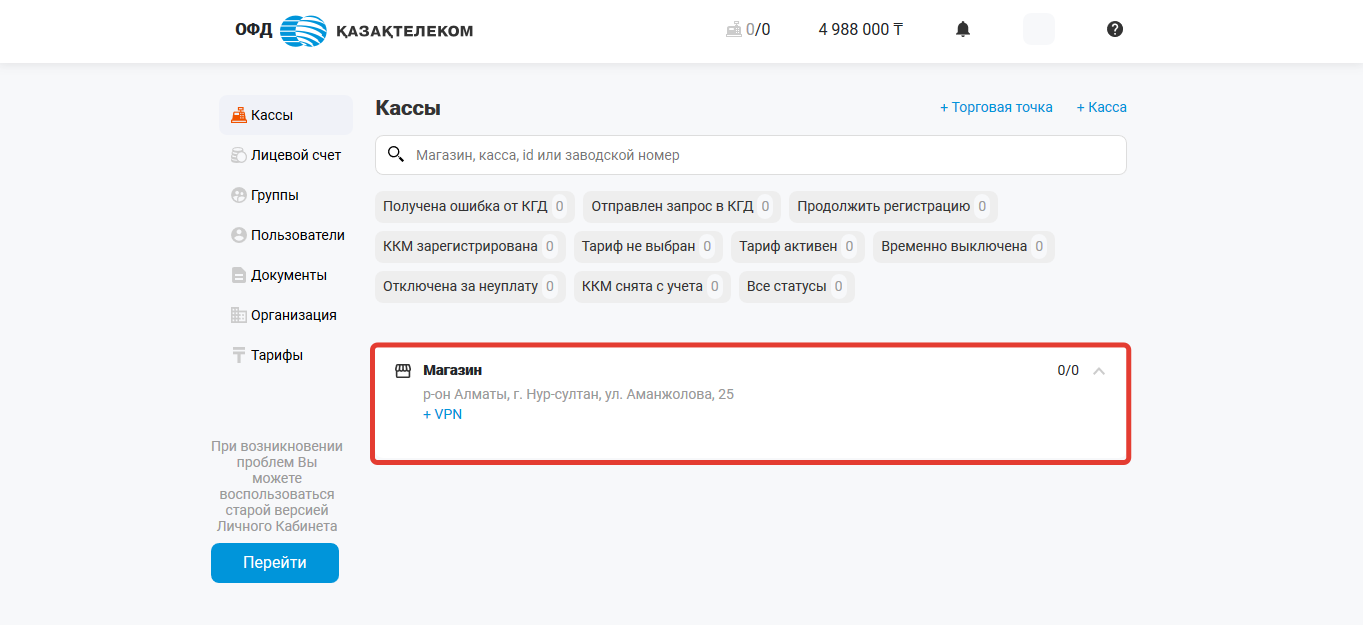 ОФД ҚАЗАҚТЕЛЕКОМ 0/0 4 988 000 ₸
Кассы
Лицевой счет
Группы
Пользователи
Документы
Организация
Тарифы
При возникновении
проблем Вы
можете
воспользоваться
старой версией
Личного Кабинета
Перейти
Кассы + Торговая точка + Касса
Магазин, касса, id или заводской номер
Получена ошибка от КГД 0 Отправлен запрос в КГД 0 Продолжить регистрацию 0
ККМ зарегистрирована 0 Тариф не выбран 0 Тариф активен 0 Временно выключена 0
Отключена за неуплату 0 ККМ снята с учета 0 Все статусы 0
Магазин 0/0
р-он Алматы, г. Нур-султан, ул. Аманжолова, 25
+ VPN